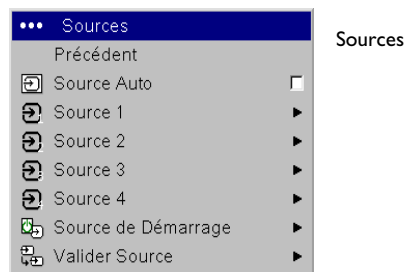 Sources
Sources
Précédent
Source Auto
Source 1
Source 2
Source 3
Source 4
Source de Démarrage
Valider Source